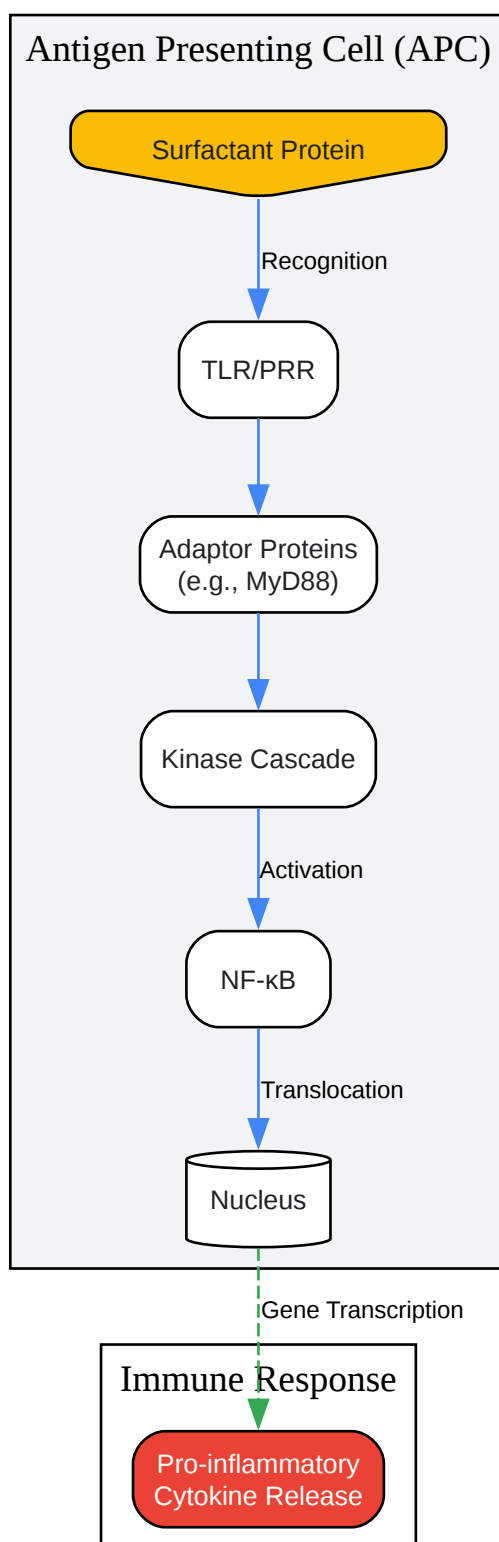 Antigen Presenting Cell (APC)
Surfactant Protein
Recognition
TLR/PRR
Adaptor Proteins
(e.g., MyD88)
Kinase Cascade
Activation
NF-κB
Translocation
Nucleus
Gene Transcription
Immune Response
Pro-inflammatory
Cytokine Release